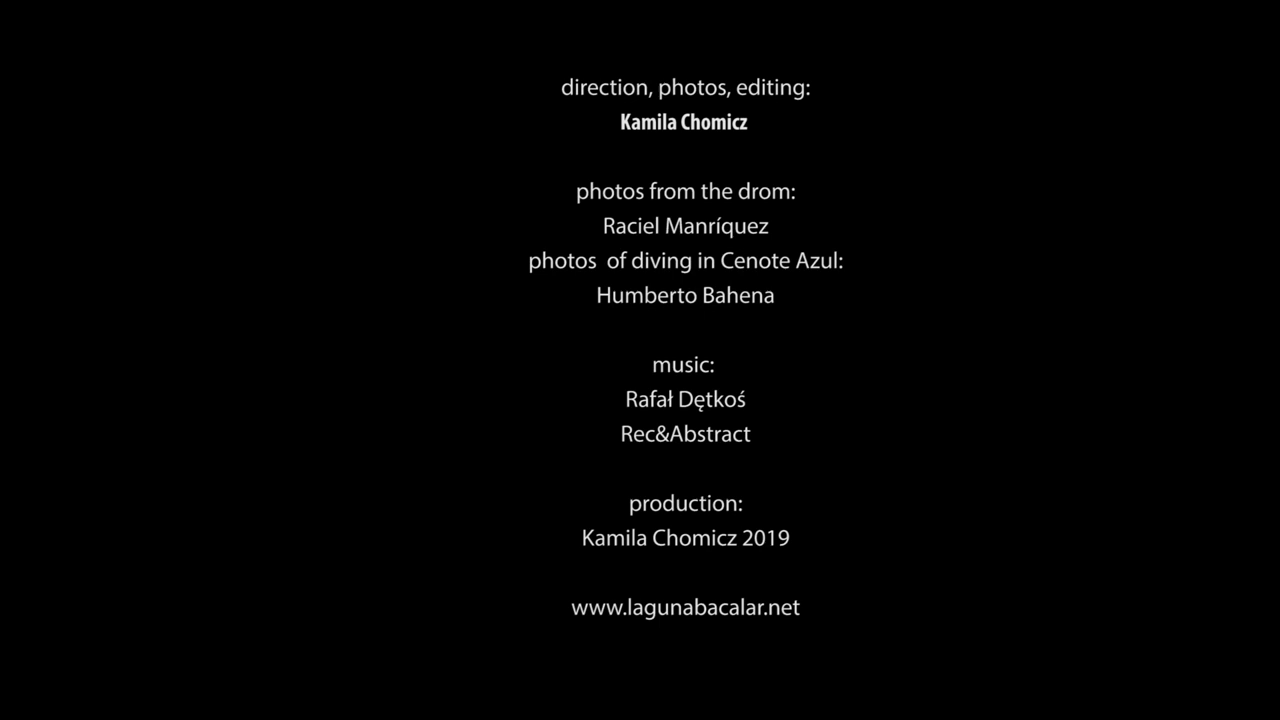 direction, photos, editing:
Kamila Chomicz
photos from the drom:
Raciel Manríquez
photos  of diving in Cenote Azul:
Humberto Bahena
music:
Rafał Dętkoś
Rec&Abstract
production:
Kamila Chomicz 2019
www.lagunabacalar.net